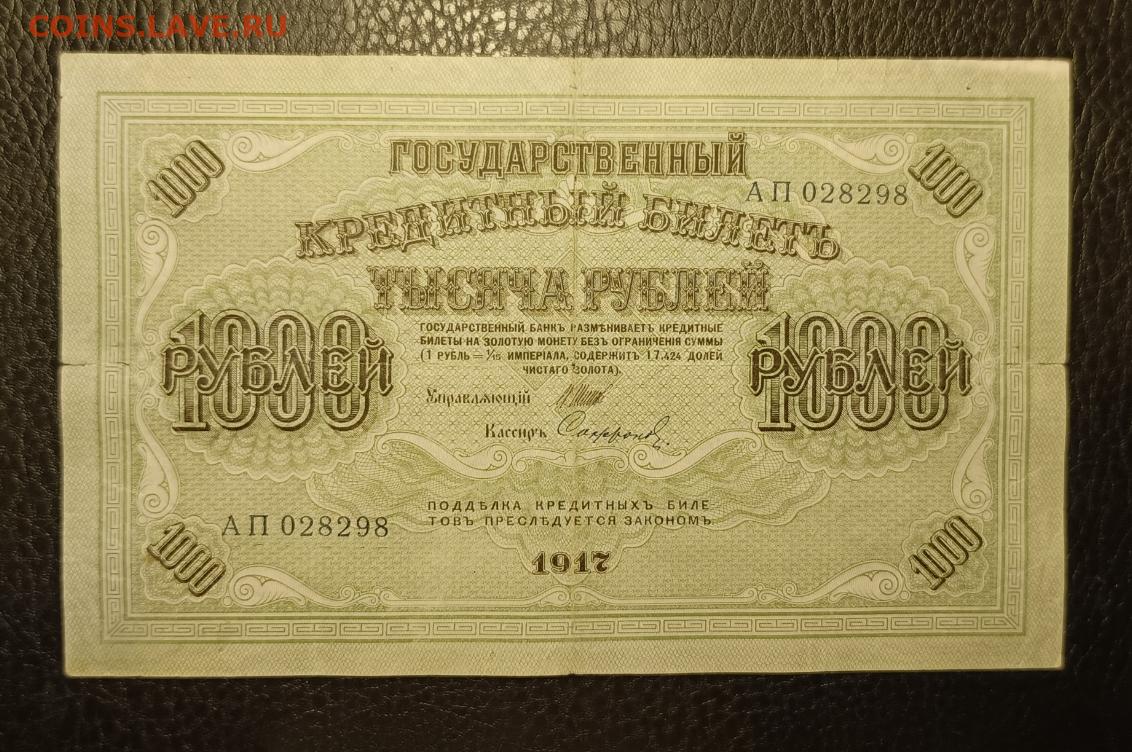 COINS.LAVE.RU
1000
1000
ГОСУДАРСТВЕННЫЙ
АП 028298
КРЕДИТНЫЙ БИЛЕТЪ
ТЫСЯЧА РУБЛЕЙ
ГОСУДАРСТВЕННЫЙ БАНКЪ РАЗМѢНИВАЕТЪ КРЕДИТНЫЕ
БИЛЕТЫ НА ЗОЛОТУЮ МОНЕТУ БЕЗЪ ОГРАНИЧЕНІЯ СУММЫ
(1 РУБЛЬ = 1/15 ИМПЕРІАЛА, СОДЕРЖИТЪ 17,424 ДОЛЕЙ
ЧИСТАГО ЗОЛОТА).
1000 РУБЛЕЙ
1000 РУБЛЕЙ
Управляющій
Кассиръ Сафронов
ПОДДѢЛКА КРЕДИТНЫХЪ БИЛЕ
ТОВЪ ПРЕСЛѢДУЕТСЯ ЗАКОНОМЪ.
АП 028298
1917
1000
1000